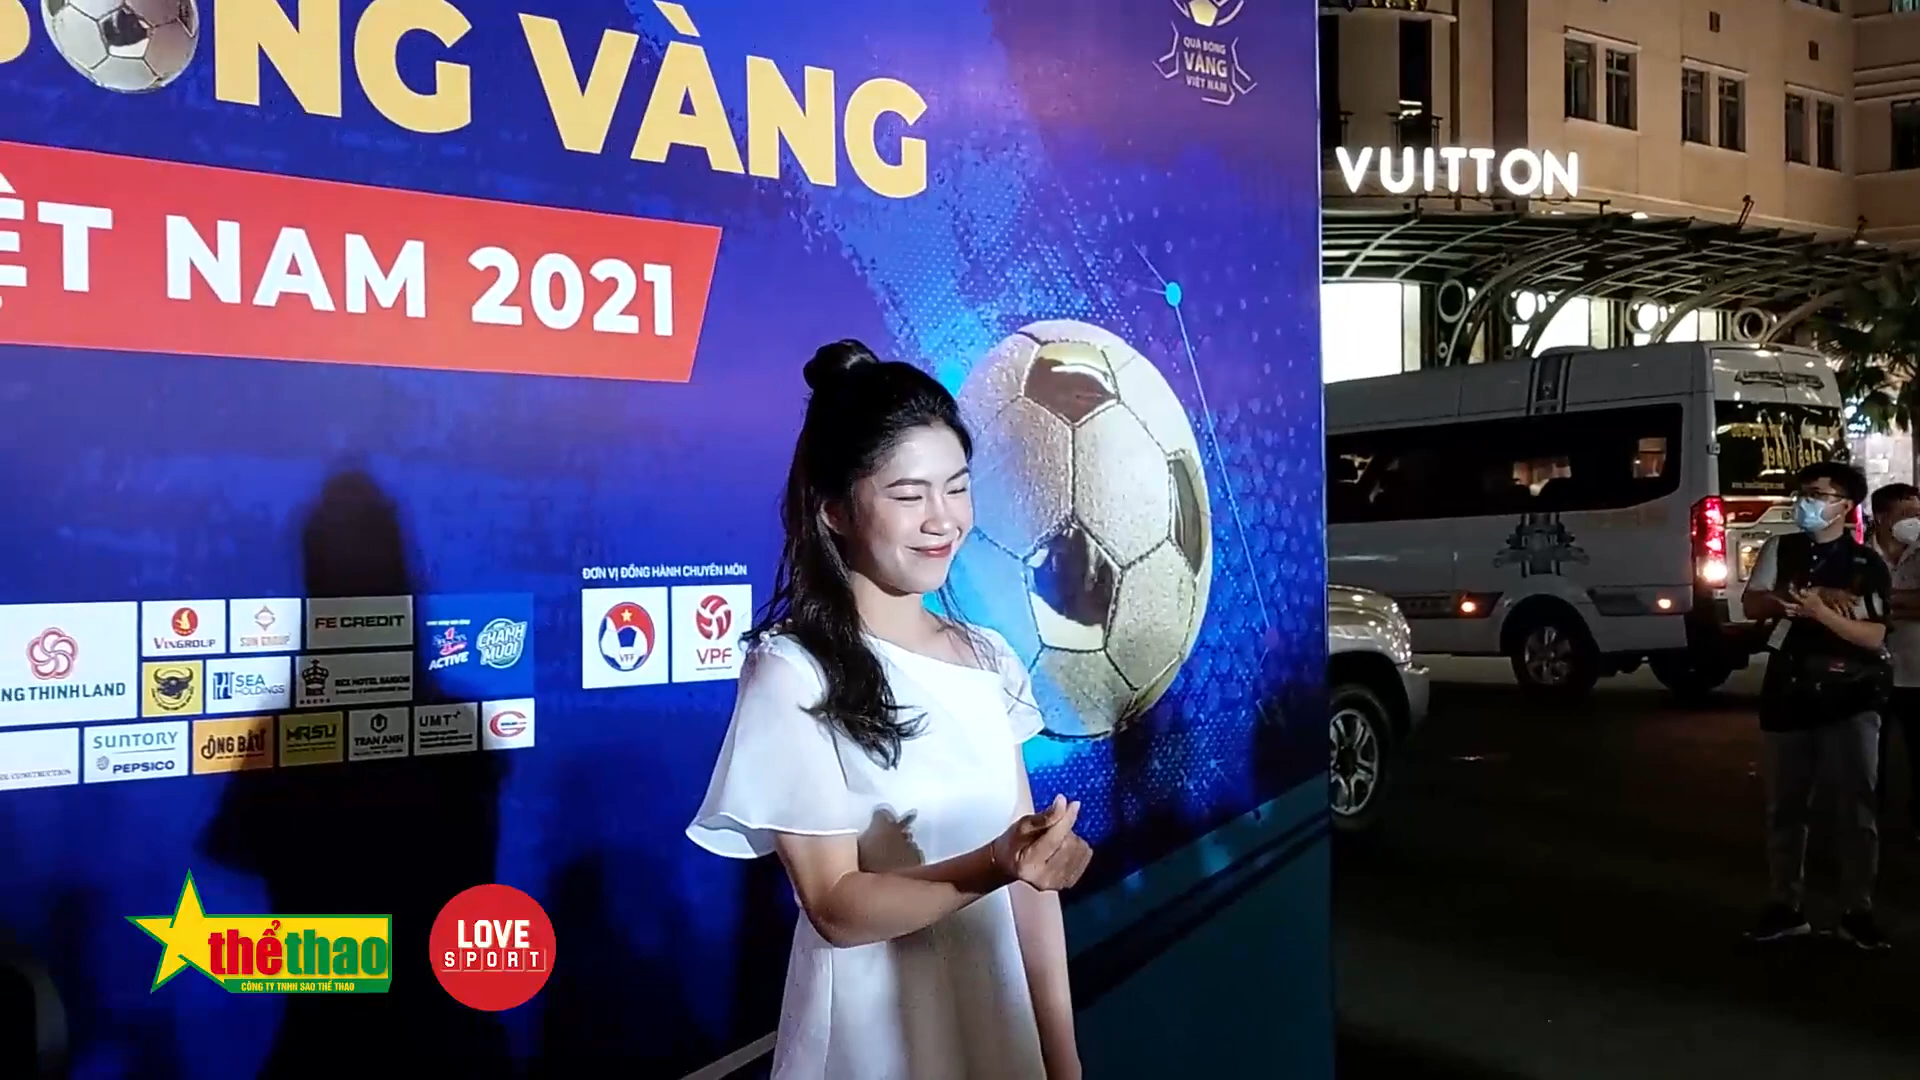 BÓNG VÀNG
QUẢ BÓNG
VÀNG
VIỆT NAM
VUITTON
ỆT NAM 2021
ĐƠN VỊ ĐỒNG HÀNH CHUYÊN MÔN
VFF
VPF
NG THINH LAND
VINGROUP
SUN GROUP
FE CREDIT
ACTIVE
CHANH MUỐI
SEA HOLDINGS
REX HOTEL SAIGON
SUNTORY
PEPSICO
ÔNG BẦU
TRAN ANH
UMT
thểthao
CÔNG TY TNHH SAO THỂ THAO
LOVE
SPORT